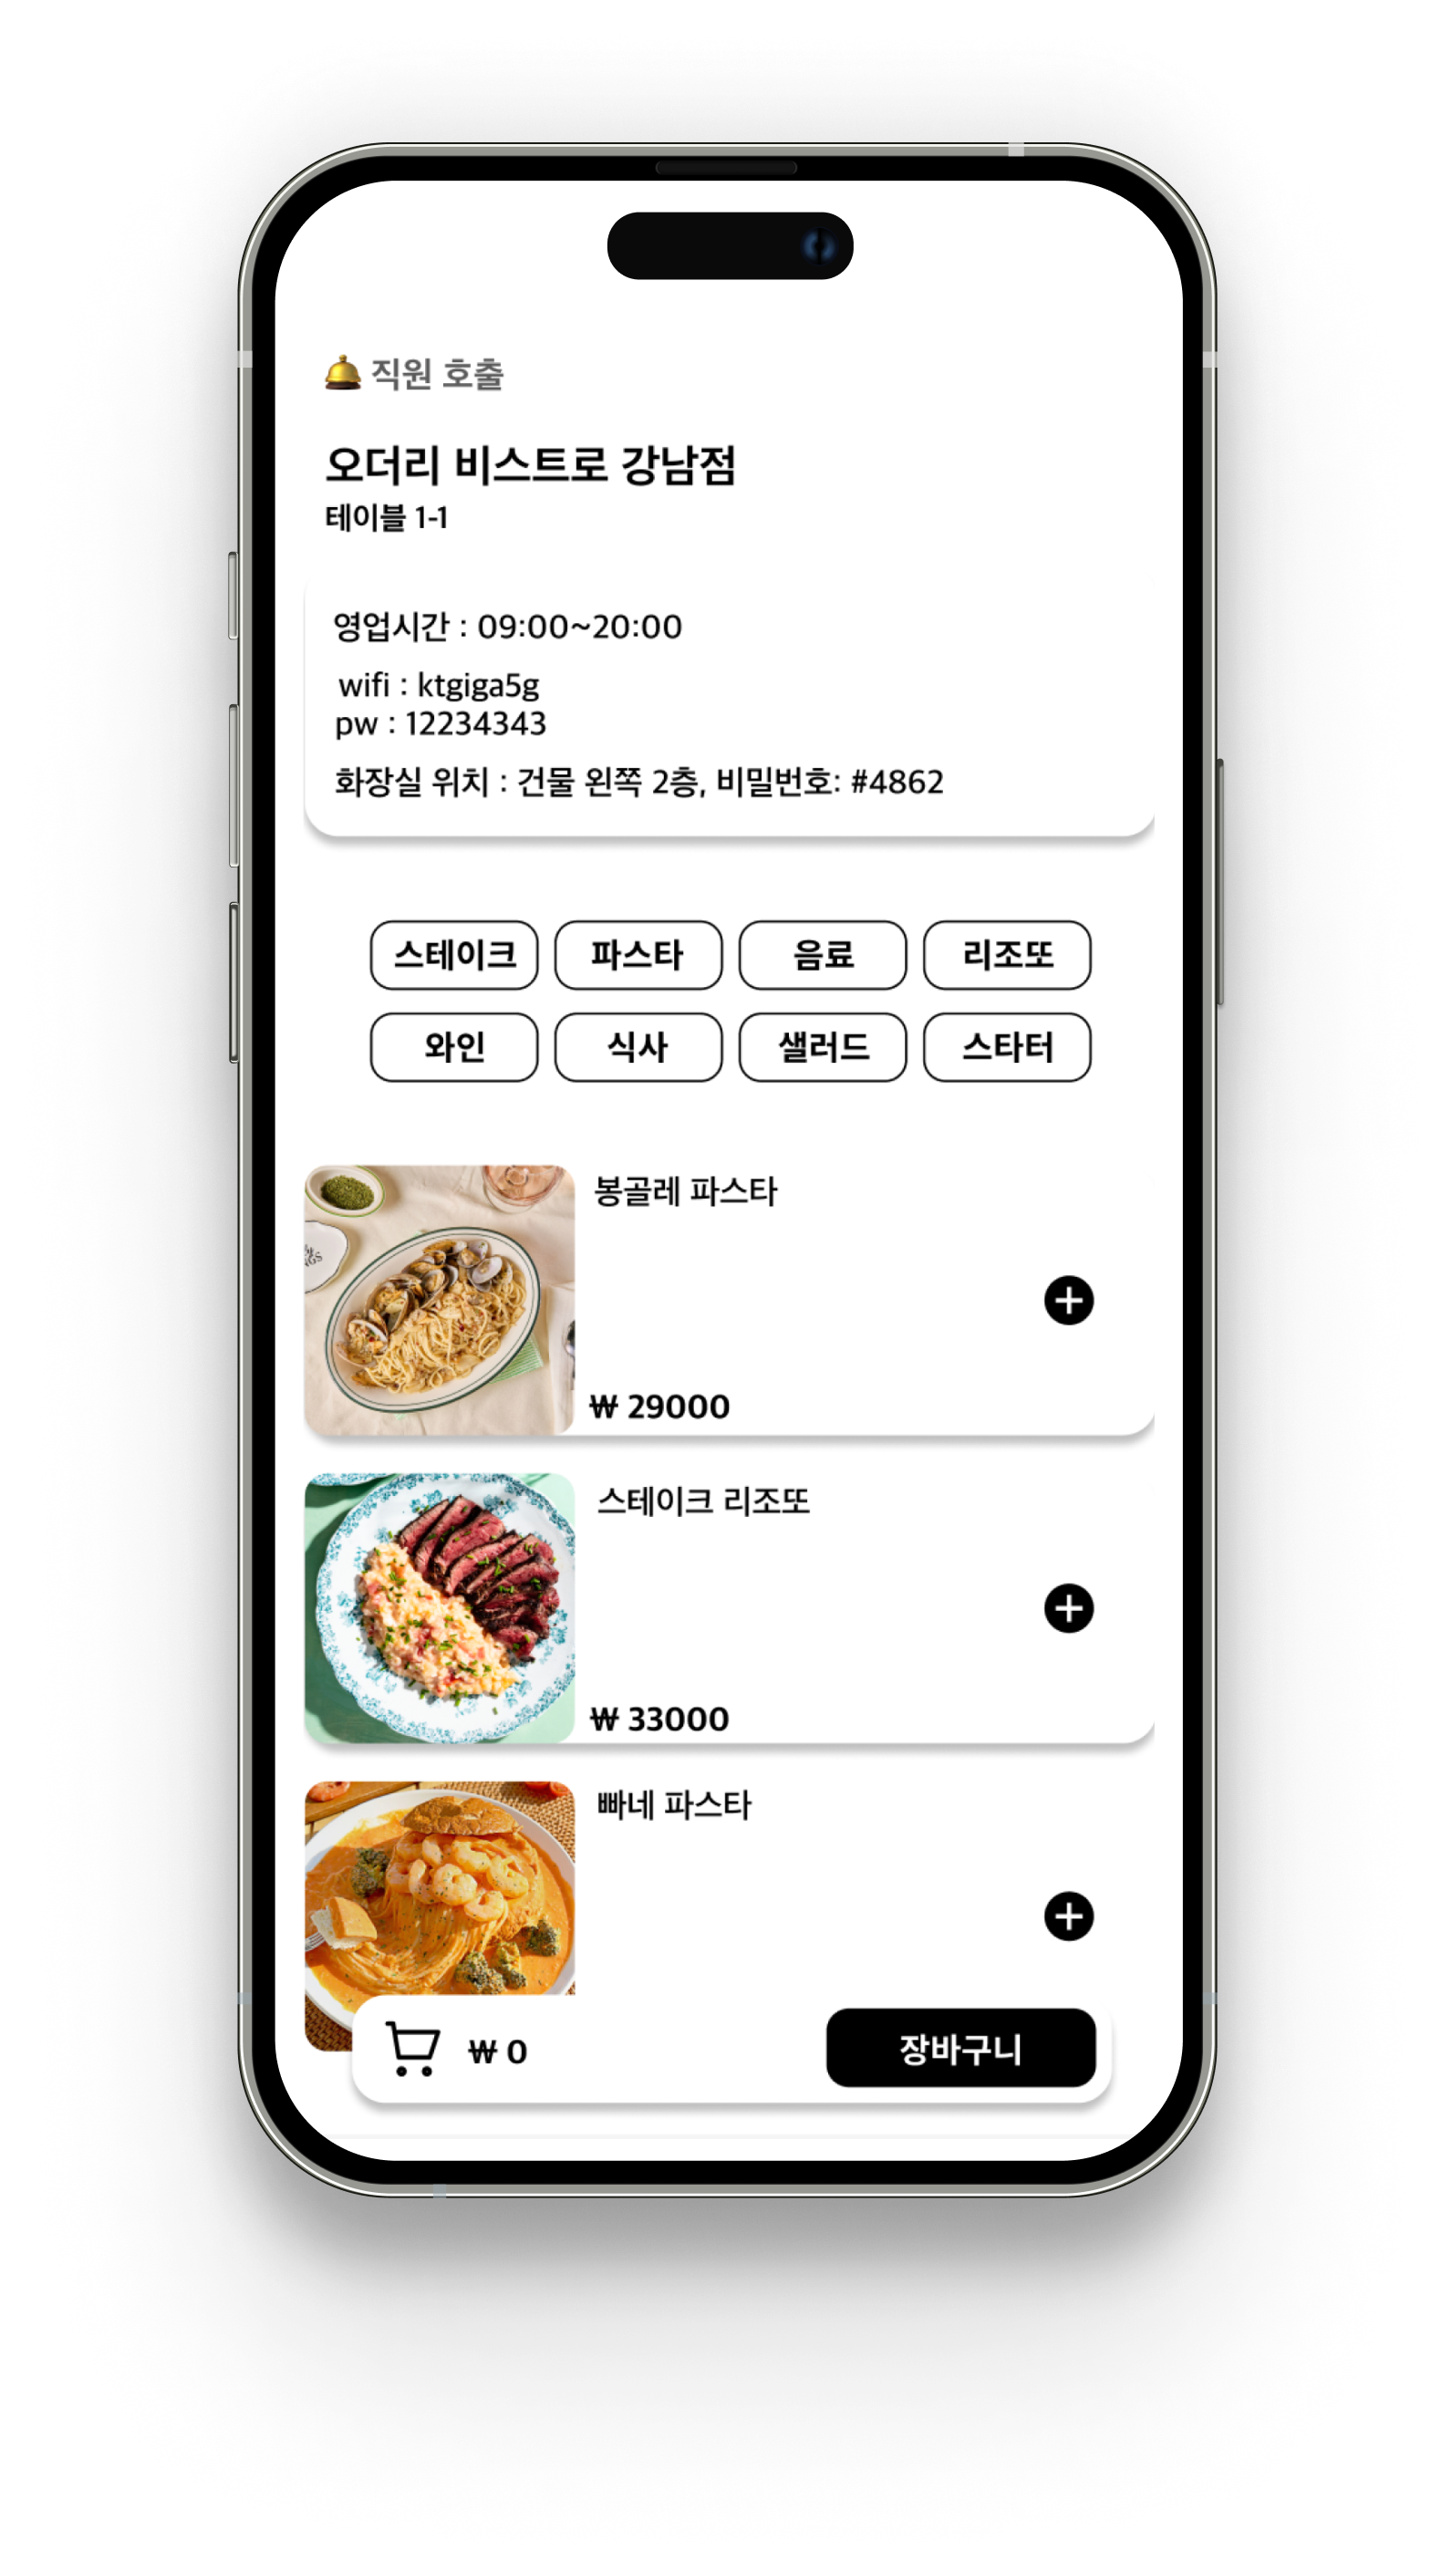 직원 호출
오더리 비스트로 강남점
테이블 1-1
영업시간 : 09:00~20:00
wifi : ktgiga5g
pw : 12234343
화장실 위치 : 건물 왼쪽 2층, 비밀번호: #4862
스테이크 파스타 음료 리조또
와인 식사 샐러드 스타터
봉골레 파스타
₩ 29000
스테이크 리조또
₩ 33000
빠네 파스타
₩ 0 장바구니